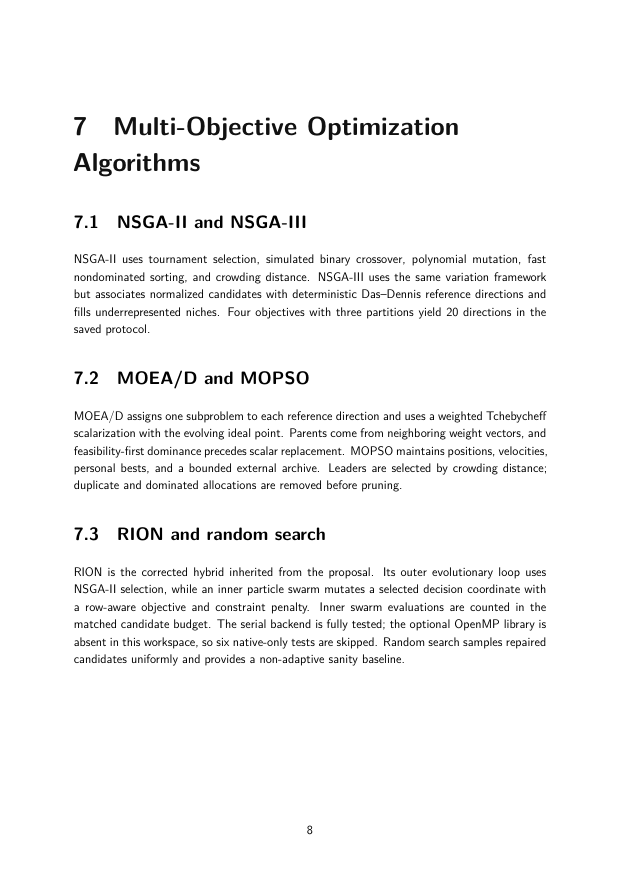 7 Multi-Objective Optimization
Algorithms
7.1 NSGA-II and NSGA-III
NSGA-II uses tournament selection, simulated binary crossover, polynomial mutation, fast
nondominated sorting, and crowding distance. NSGA-III uses the same variation framework
but associates normalized candidates with deterministic Das–Dennis reference directions and
fills underrepresented niches. Four objectives with three partitions yield 20 directions in the
saved protocol.
7.2 MOEA/D and MOPSO
MOEA/D assigns one subproblem to each reference direction and uses a weighted Tchebycheff
scalarization with the evolving ideal point. Parents come from neighboring weight vectors, and
feasibility-first dominance precedes scalar replacement. MOPSO maintains positions, velocities,
personal bests, and a bounded external archive. Leaders are selected by crowding distance;
duplicate and dominated allocations are removed before pruning.
7.3 RION and random search
RION is the corrected hybrid inherited from the proposal. Its outer evolutionary loop uses
NSGA-II selection, while an inner particle swarm mutates a selected decision coordinate with
a row-aware objective and constraint penalty. Inner swarm evaluations are counted in the
matched candidate budget. The serial backend is fully tested; the optional OpenMP library is
absent in this workspace, so six native-only tests are skipped. Random search samples repaired
candidates uniformly and provides a non-adaptive sanity baseline.
8